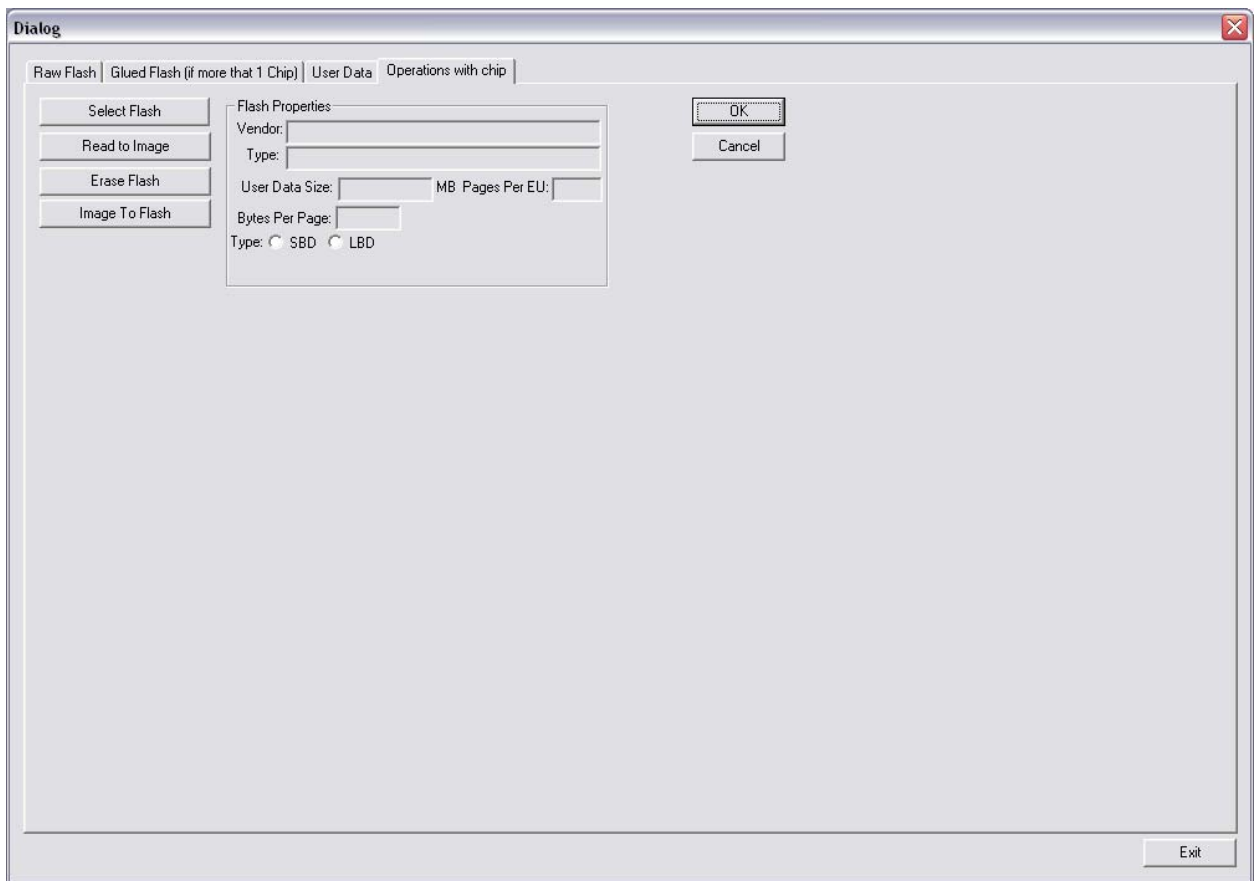 Dialog
Raw Flash Glued Flash (if more that 1 Chip) User Data Operations with chip
Select Flash
Read to Image
Erase Flash
Image To Flash
Flash Properties
Vendor:
Type:
User Data Size: MB Pages Per EU:
Bytes Per Page:
Type: SBD LBD
OK
Cancel
Exit